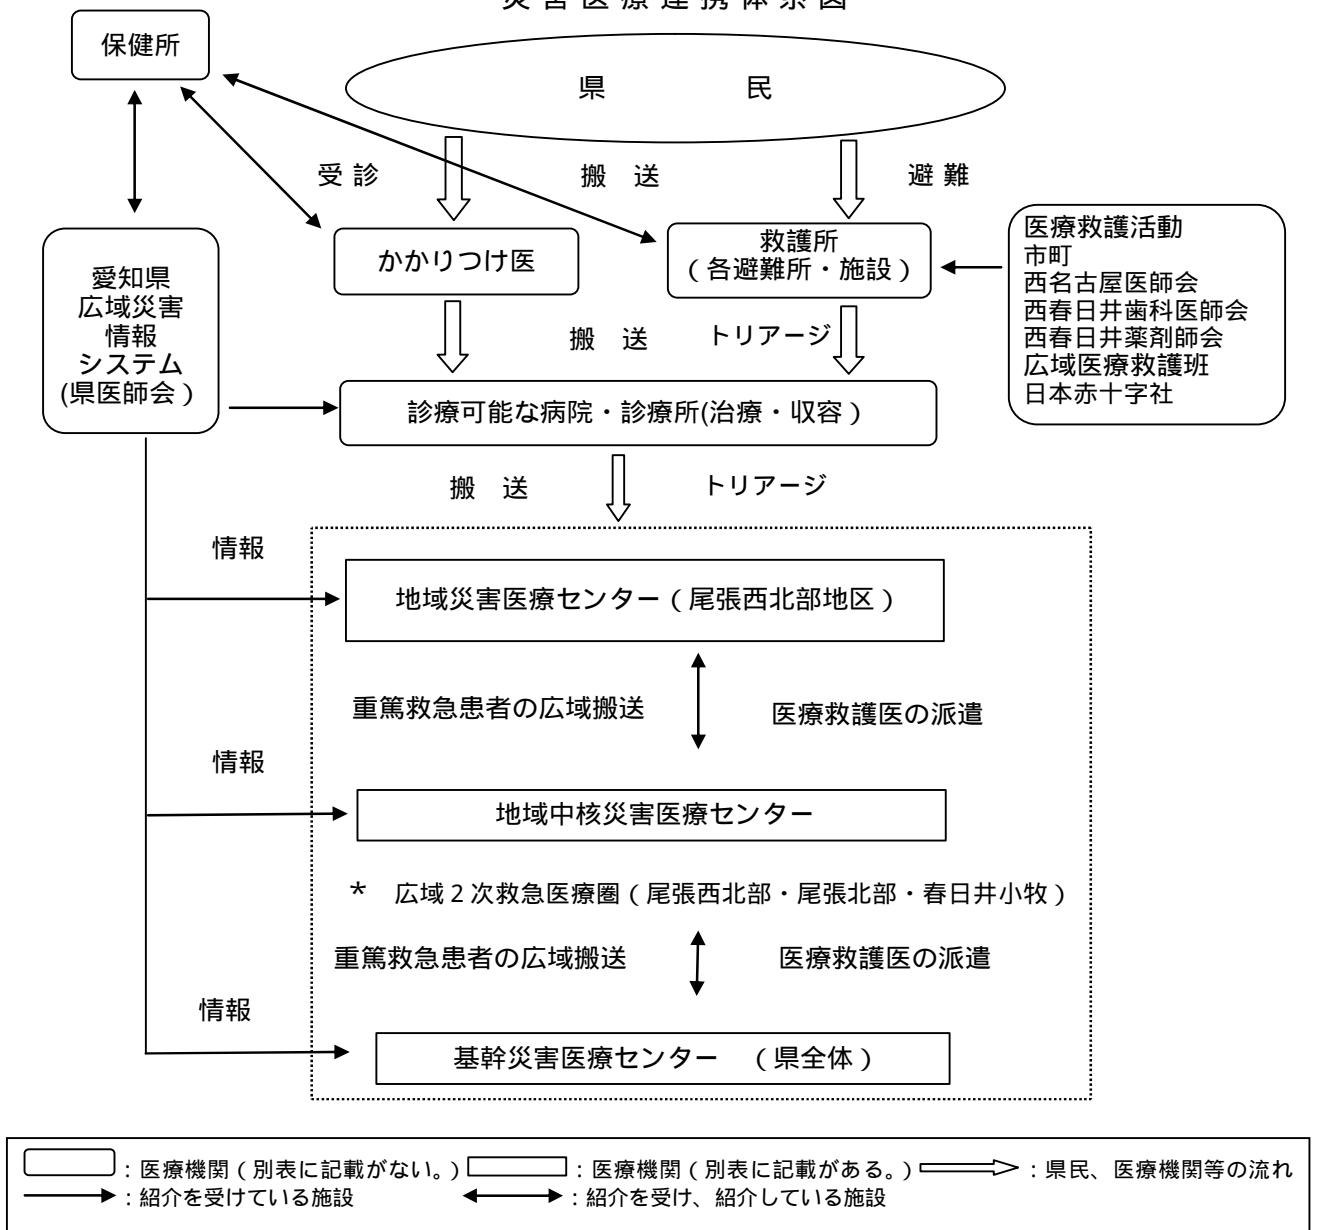 災害医療連携体系図
保健所
県 民
受診 搬 送 避難
かかりつけ医
救護所
（各避難所・施設）
医療救護活動
市町
西名古屋医師会
西春日井歯科医師会
西春日井薬剤師会
広域医療救護班
日本赤十字社
愛知県
広域災害
情報
システム
(県医師会）
搬 送 トリアージ
診療可能な病院・診療所(治療・収容）
搬 送 トリアージ
情報
地域災害医療センター（尾張西北部地区）
重篤救急患者の広域搬送 医療救護医の派遣
情報
地域中核災害医療センター
* 広域２次救急医療圏（尾張西北部・尾張北部・春日井小牧）
重篤救急患者の広域搬送 医療救護医の派遣
情報
基幹災害医療センター （県全体）
：医療機関（別表に記載がない。） ：医療機関（別表に記載がある。） ：県民、医療機関等の流れ
：紹介を受けている施設 ：紹介を受け、紹介している施設